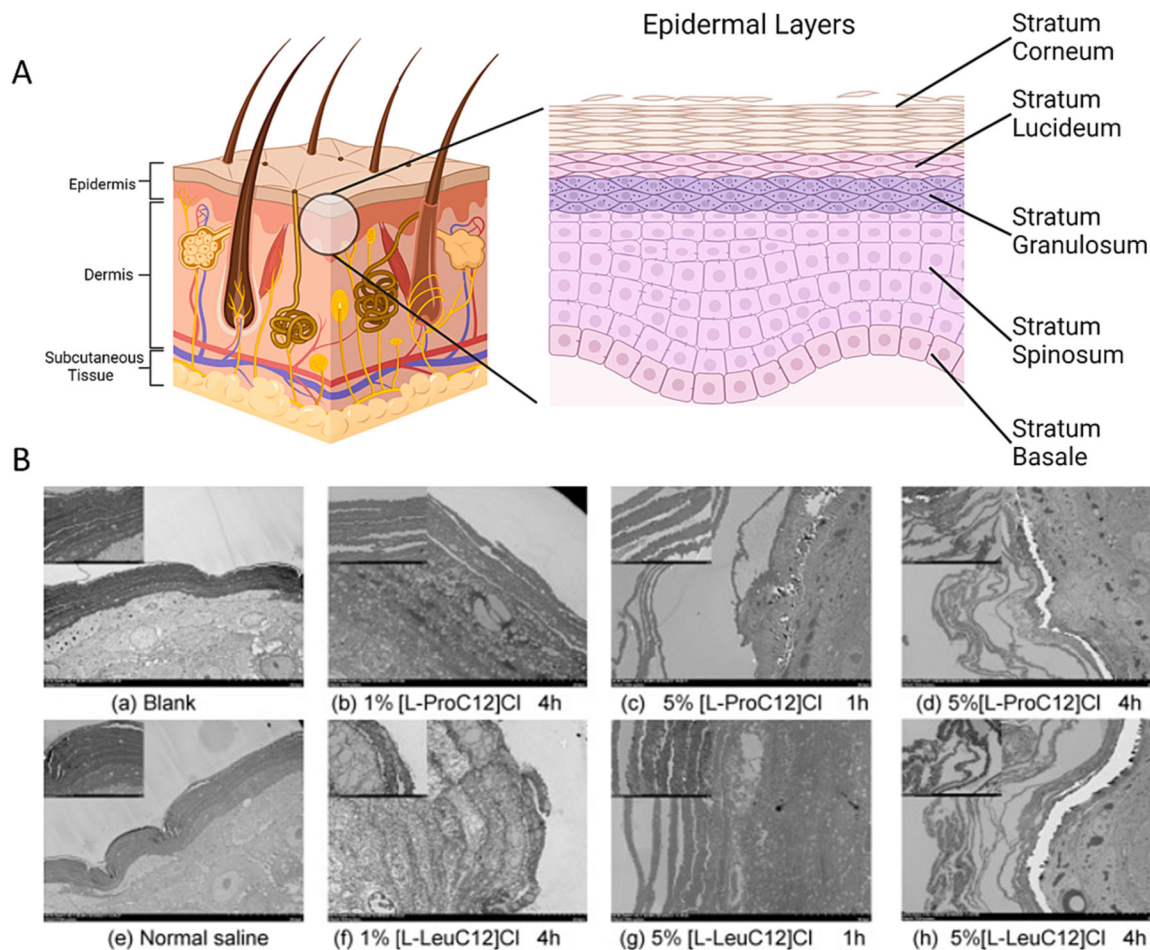 A
Epidermal Layers
Epidermis
Dermis
Subcutaneous
Tissue
Stratum
Corneum
Stratum
Lucideum
Stratum
Granulosum
Stratum
Spinosum
Stratum
Basale
B
(a) Blank
(b) 1% [L-ProC12]Cl 4h
(c) 5% [L-ProC12]Cl 1h
(d) 5%[L-ProC12]Cl 4h
(e) Normal saline
(f) 1% [L-LeuC12]Cl 4h
(g) 5% [L-LeuC12]Cl 1h
(h) 5%[L-LeuC12]Cl 4h